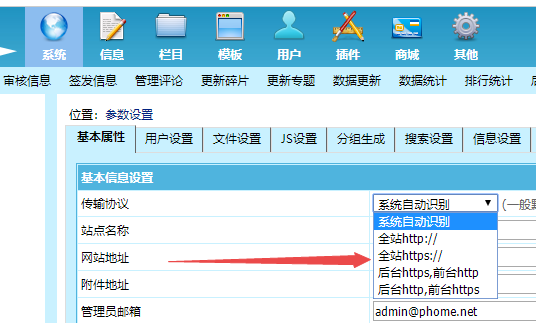 系统 信息 栏目 模板 用户 插件 商城 其他
审核信息 签发信息 管理评论 更新碎片 更新专题 数据更新 数据统计 排行统计
位置：参数设置
基本属性 用户设置 文件设置 JS设置 分组生成 搜索设置 信息设置
基本信息设置
传输协议 系统自动识别 (一般
系统自动识别
站点名称
全站http://
网站地址 全站https://
后台https,前台http
附件地址
后台http,前台https
管理员邮箱 admin@phome.net